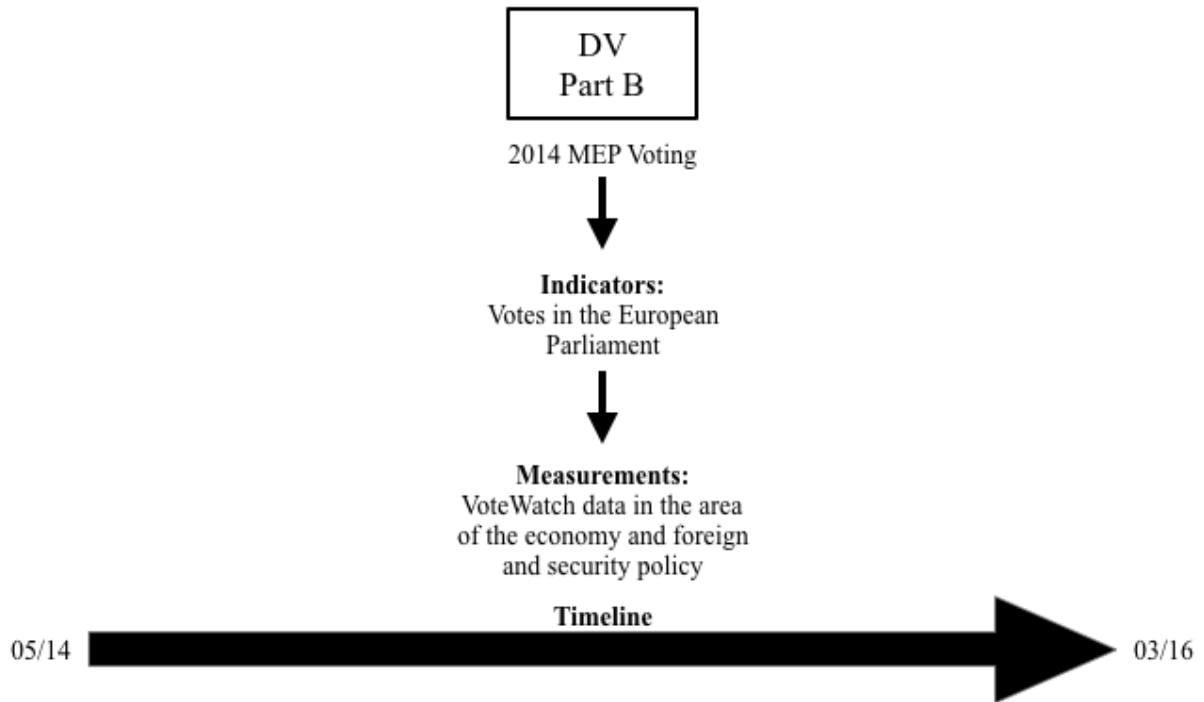 DV
Part B
2014 MEP Voting
Indicators:
Votes in the European
Parliament
Measurements:
VoteWatch data in the area
of the economy and foreign
and security policy
Timeline
05/14
03/16